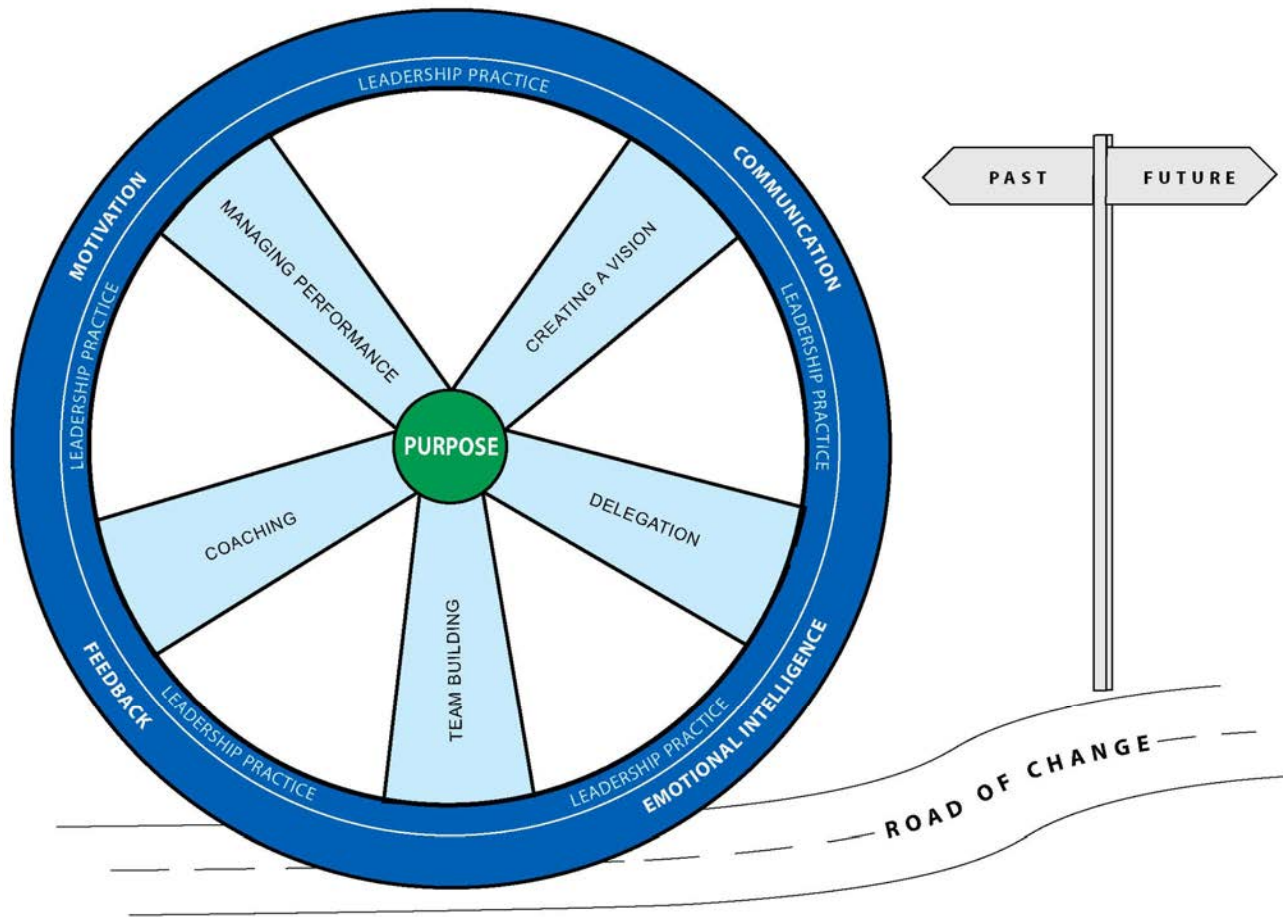 LEADERSHIP PRACTICE
MOTIVATION
COMMUNICATION
PAST
FUTURE
MANAGING PERFORMANCE
CREATING A VISION
LEADERSHIP PRACTICE
LEADERSHIP PRACTICE
PURPOSE
COACHING
DELEGATION
TEAM BUILDING
FEEDBACK
LEADERSHIP PRACTICE
LEADERSHIP PRACTICE
EMOTIONAL INTELLIGENCE
ROAD OF CHANGE